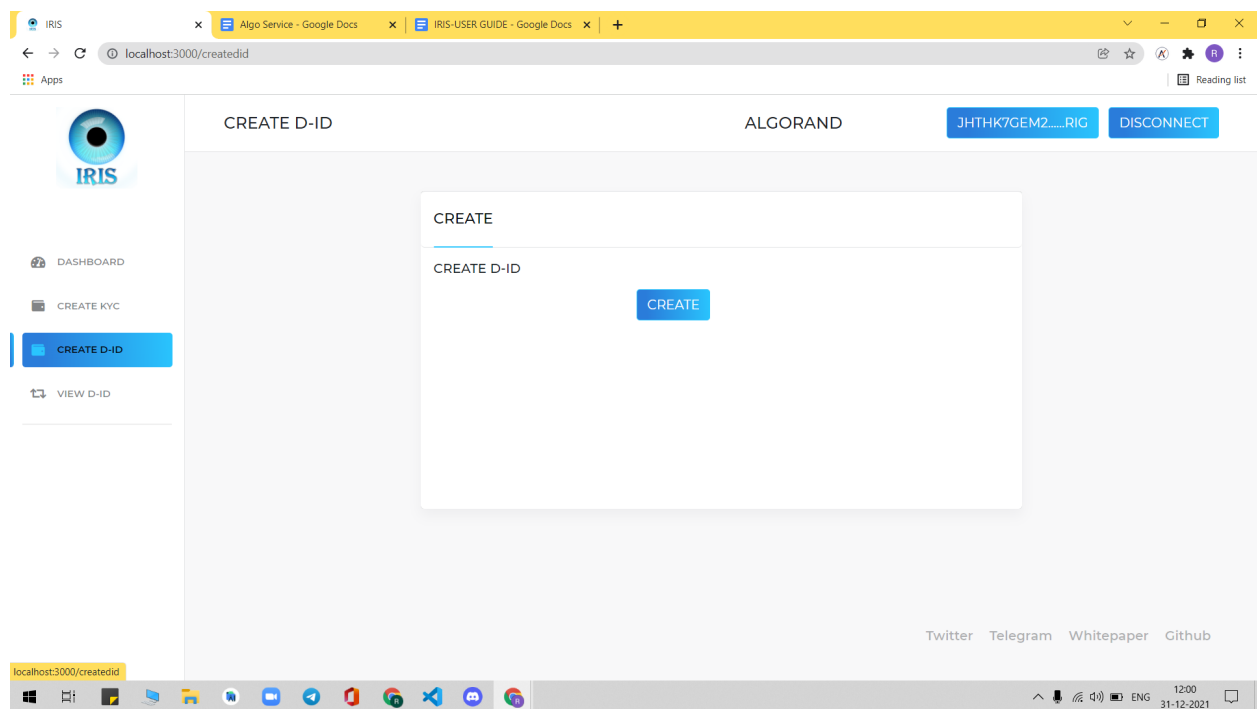 IRIS
Algo Service - Google Docs
IRIS-USER GUIDE - Google Docs
localhost:3000/createdid
R
Apps
Reading list
IRIS
CREATE D-ID
ALGORAND
JHTHK7GEM2......RIG
DISCONNECT
DASHBOARD
CREATE KYC
CREATE D-ID
VIEW D-ID
CREATE
CREATE D-ID
CREATE
Twitter Telegram Whitepaper Github
localhost:3000/createdid
ENG
12:00
31-12-2021